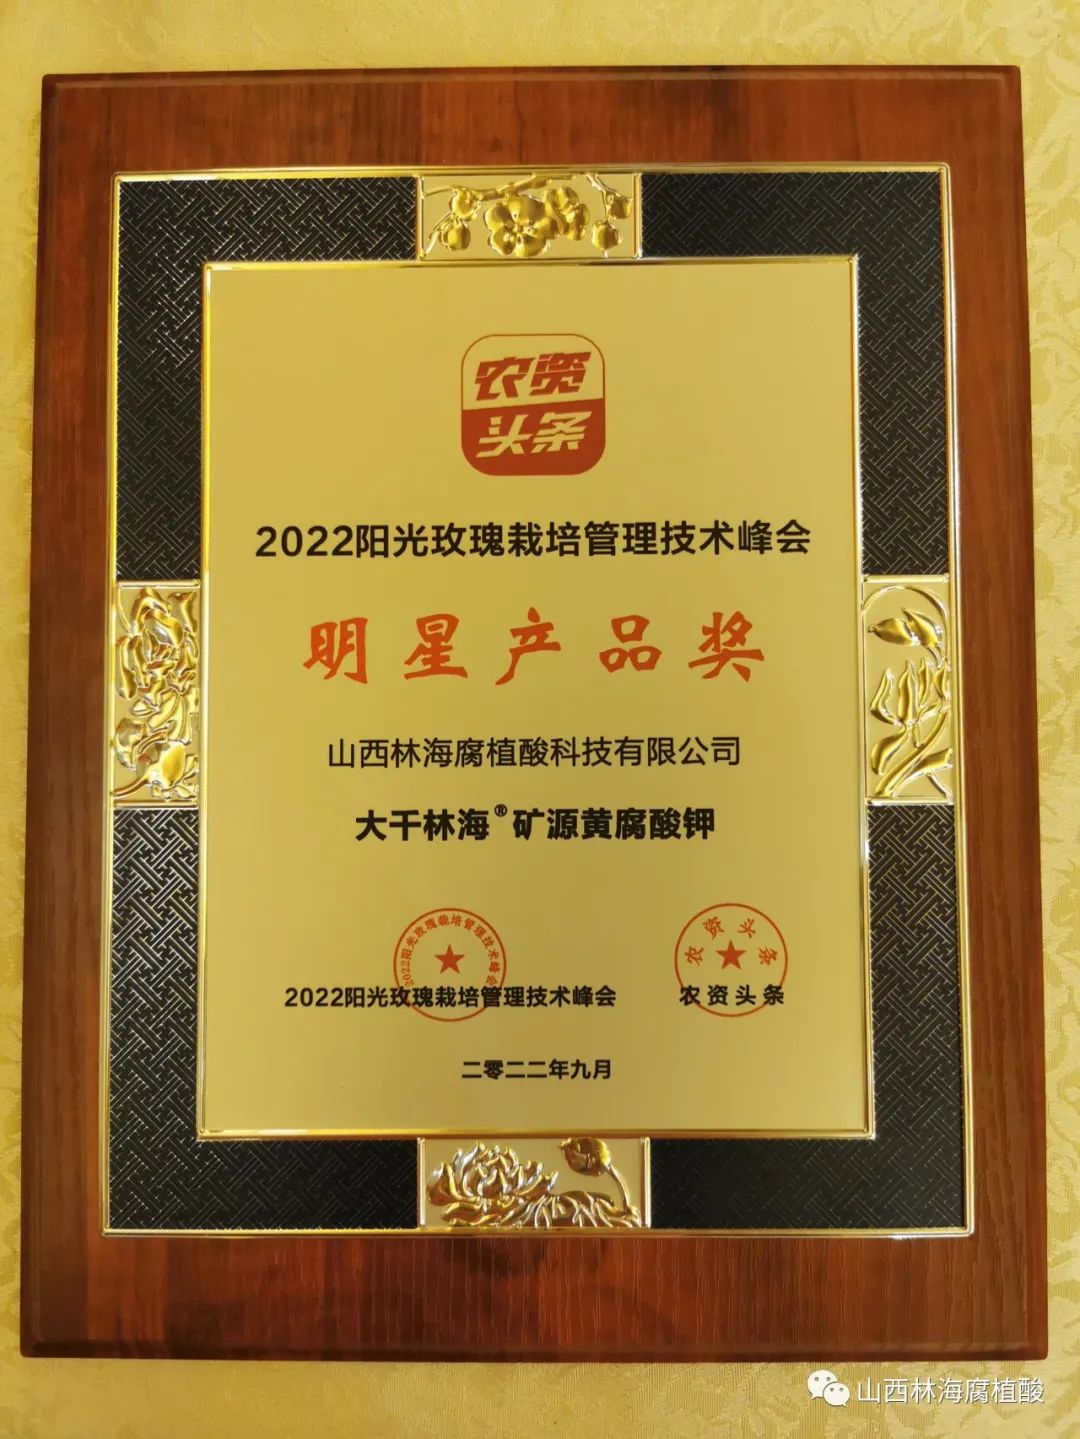 农资
头条
2022阳光玫瑰栽培管理技术峰会
明星产品奖
山西林海腐植酸科技有限公司
大千林海®矿源黄腐酸钾
2022阳光玫瑰栽培管理技术峰会
农资头条
2022阳光玫瑰栽培管理技术峰会
农资头条
二零二二年九月
山西林海腐植酸